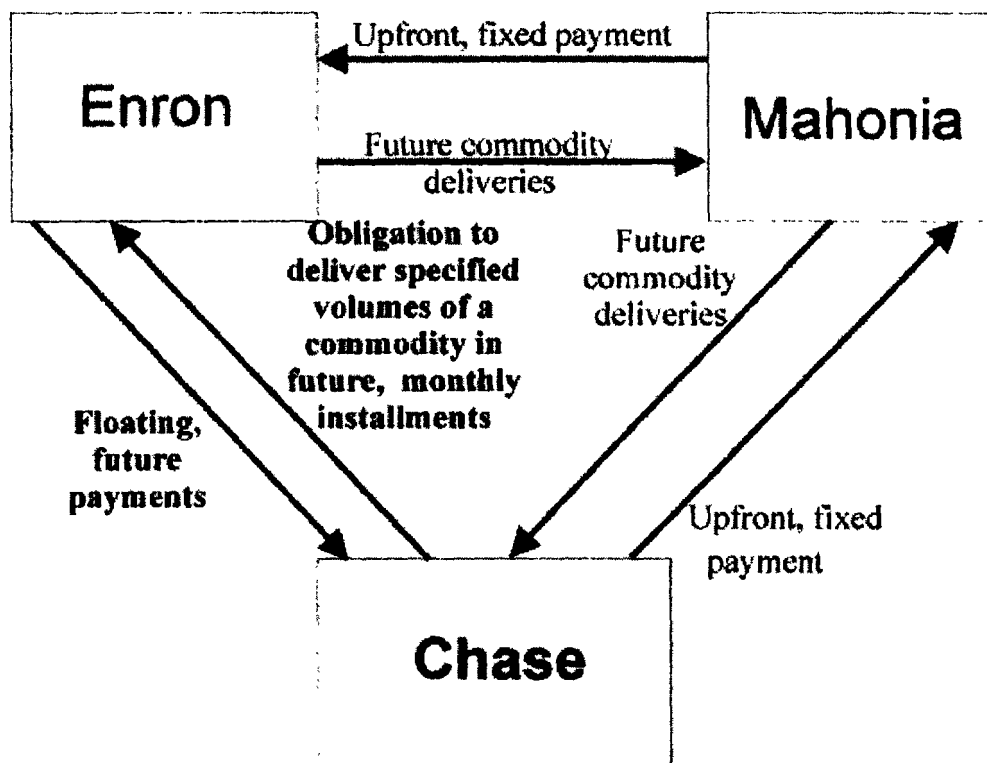 Upfront, fixed payment
Enron
Mahonia
Future commodity
deliveries
Obligation to
deliver specified
volumes of a
commodity in
future, monthly
installments
Future
commodity
deliveries
Floating,
future
payments
Upfront, fixed
payment
Chase